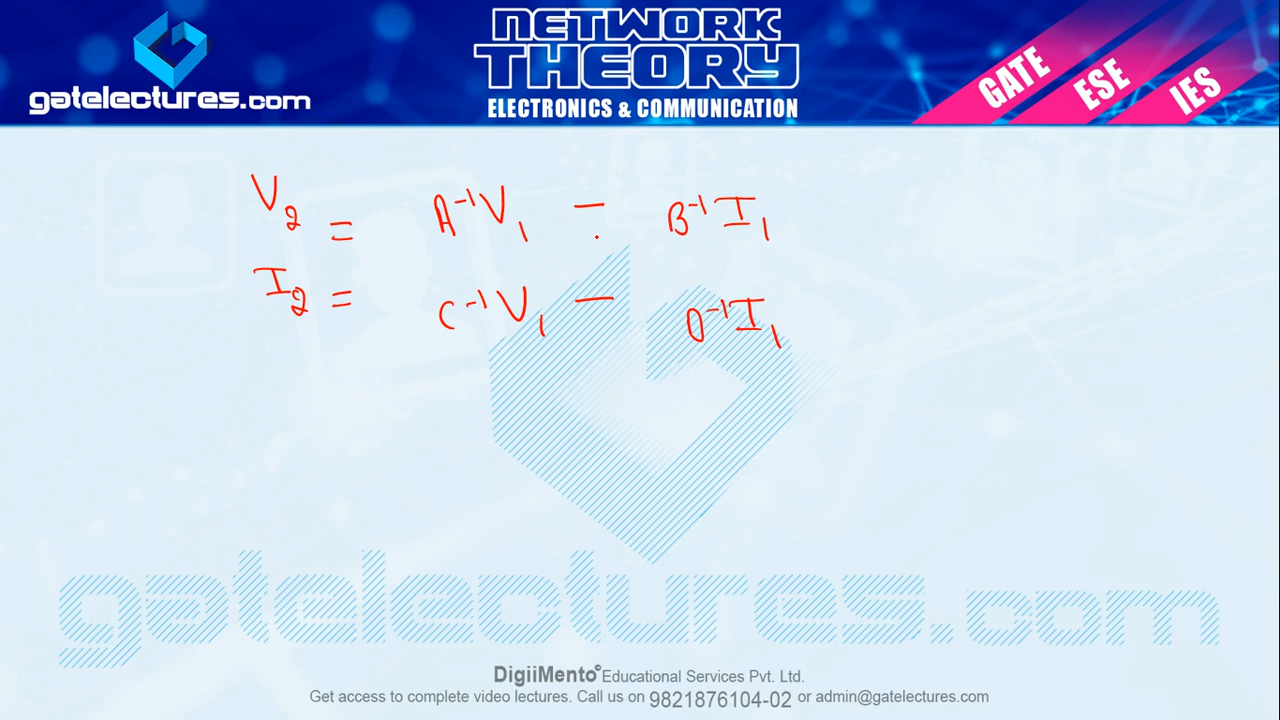 NETWORK
THEORY
ELECTRONICS & COMMUNICATION
gatelectures.com
GATE
ESE
IES
V₂ = A⁻¹V₁ − B⁻¹I₁
I₂ = C⁻¹V₁ − D⁻¹I₁
gatelectures.com
DigiiMento© Educational Services Pvt. Ltd.
Get access to complete video lectures. Call us on 9821876104-02 or admin@gatelectures.com